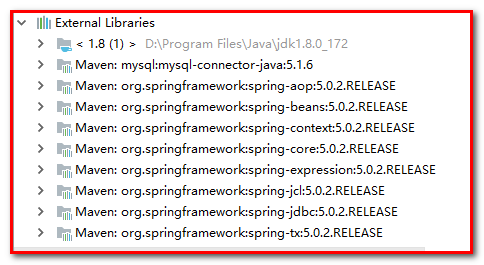 External Libraries
< 1.8 (1) > D:\Program Files\Java\jdk1.8.0_172
Maven: mysql:mysql-connector-java:5.1.6
Maven: org.springframework:spring-aop:5.0.2.RELEASE
Maven: org.springframework:spring-beans:5.0.2.RELEASE
Maven: org.springframework:spring-context:5.0.2.RELEASE
Maven: org.springframework:spring-core:5.0.2.RELEASE
Maven: org.springframework:spring-expression:5.0.2.RELEASE
Maven: org.springframework:spring-jcl:5.0.2.RELEASE
Maven: org.springframework:spring-jdbc:5.0.2.RELEASE
Maven: org.springframework:spring-tx:5.0.2.RELEASE